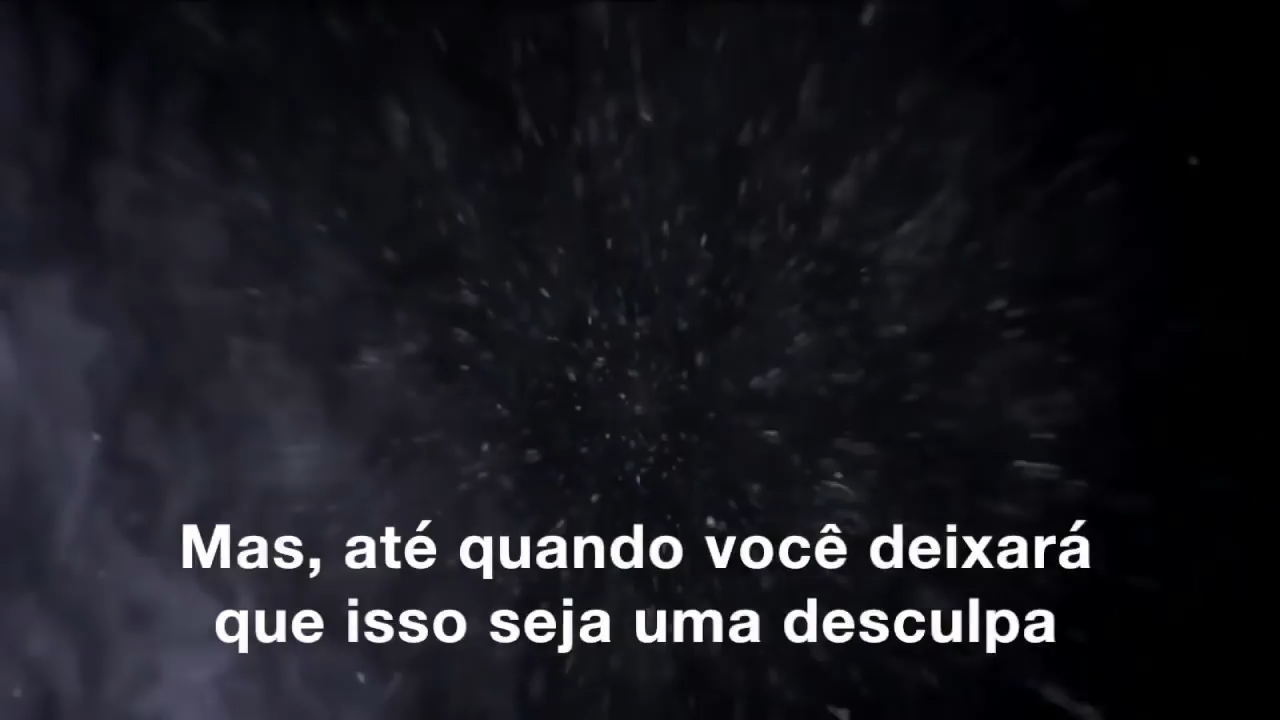 Mas, até quando você deixará
que isso seja uma desculpa